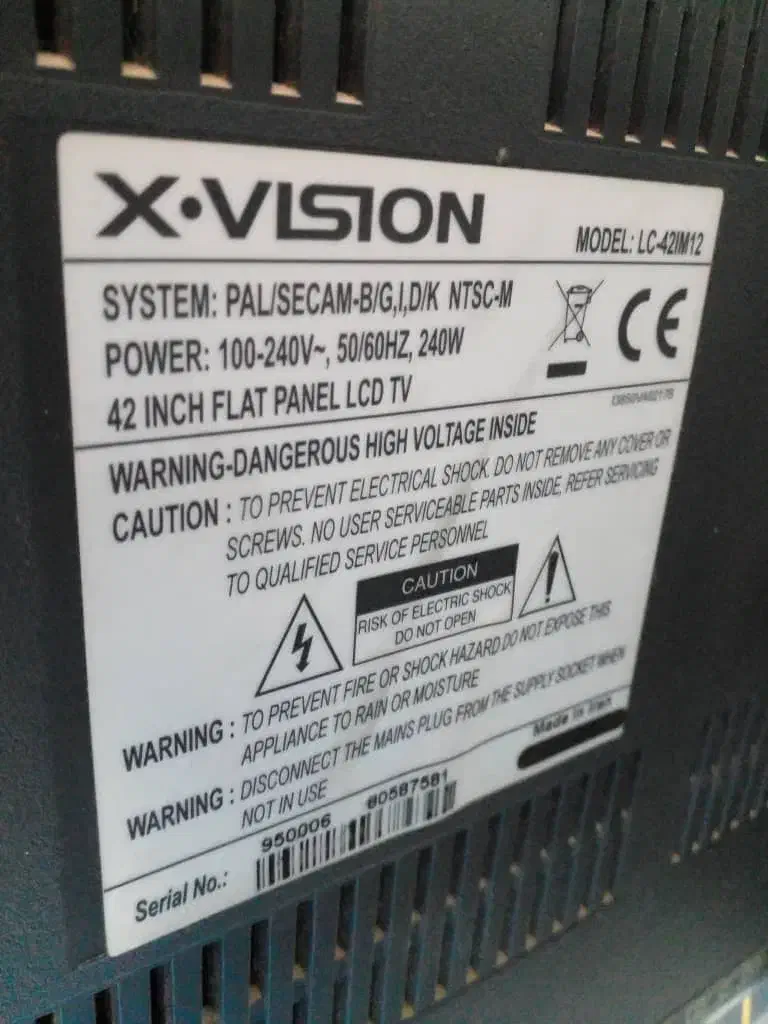 X·VISION
MODEL: LC-42IM12
SYSTEM: PAL/SECAM-B/G,I,D/K NTSC-M
POWER: 100-240V~, 50/60HZ, 240W
42 INCH FLAT PANEL LCD TV
CE
WARNING-DANGEROUS HIGH VOLTAGE INSIDE
CAUTION : TO PREVENT ELECTRICAL SHOCK. DO NOT REMOVE ANY COVER OR
SCREWS. NO USER SERVICEABLE PARTS INSIDE, REFER SERVICING
TO QUALIFIED SERVICE PERSONNEL
CAUTION
RISK OF ELECTRIC SHOCK
DO NOT OPEN
WARNING : TO PREVENT FIRE OR SHOCK HAZARD DO NOT EXPOSE THIS
APPLIANCE TO RAIN OR MOISTURE
WARNING : DISCONNECT THE MAINS PLUG FROM THE SUPPLY SOCKET WHEN
NOT IN USE
Made in Iran
Serial No.: 950006 80587581